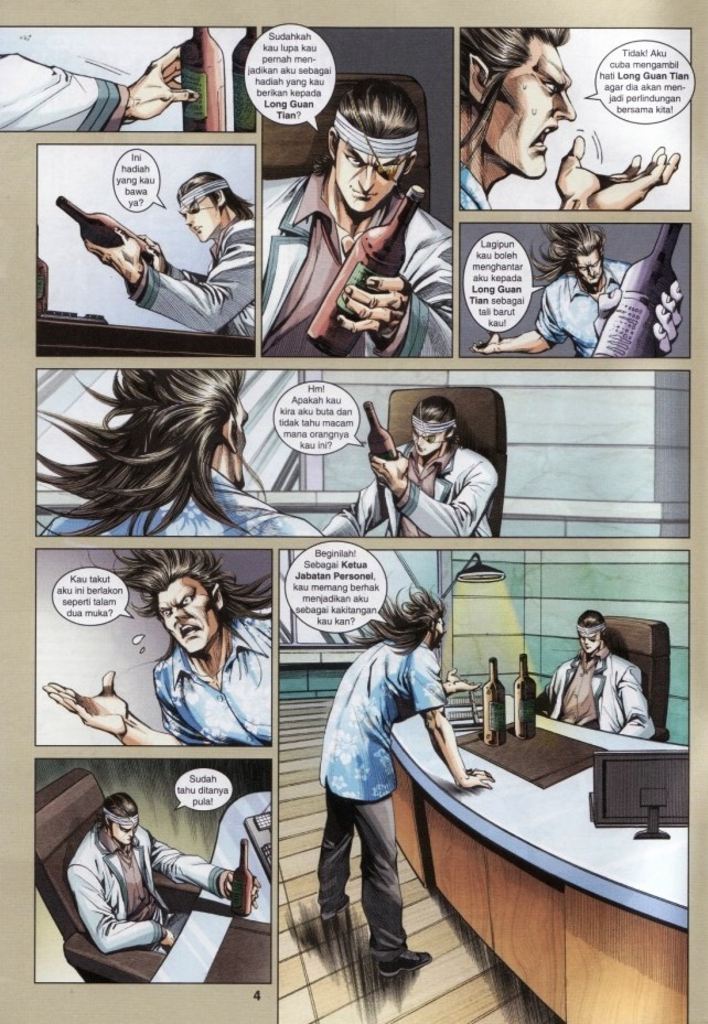 Ini
hadiah
yang kau
bawa
ya?
Sudahkah
kau lupa kau
pernah men-
jadikan aku sebagai
hadiah yang kau
berikan kepada
Long Guan
Tian?
Tidak! Aku
cuba mengambil
hati Long Guan Tian
agar dia akan men-
jadi perlindungan
bersama kita!
Lagipun
kau boleh
menghantar
aku kepada
Long Guan
Tian sebagai
tali barut
kau!
Hm!
Apakah kau
kira aku buta dan
tidak tahu macam
mana orangnya
kau ini?
Kau takut
aku ini berlakon
seperti talam
dua muka?
Beginilah!
Sebagai Ketua
Jabatan Personel,
kau memang berhak
menjadikan aku
sebagai kakitangan
kau kan?
Sudah
tahu ditanya
pula!
4